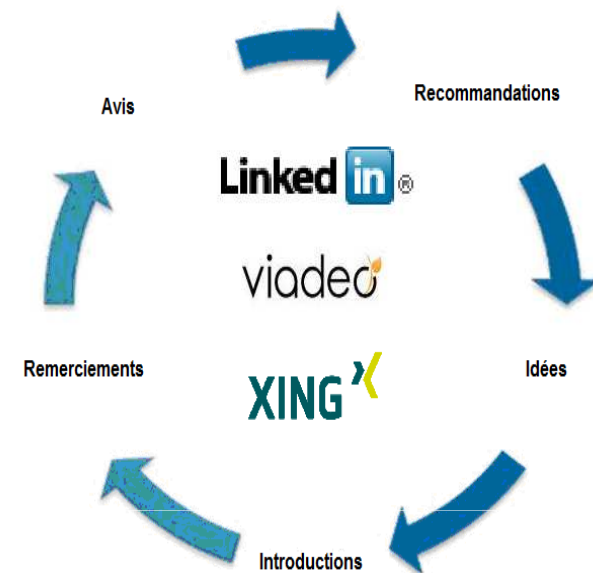 Avis
Recommandations
Linked in ®
viadeo
Remerciements
Idées
XING
Introductions